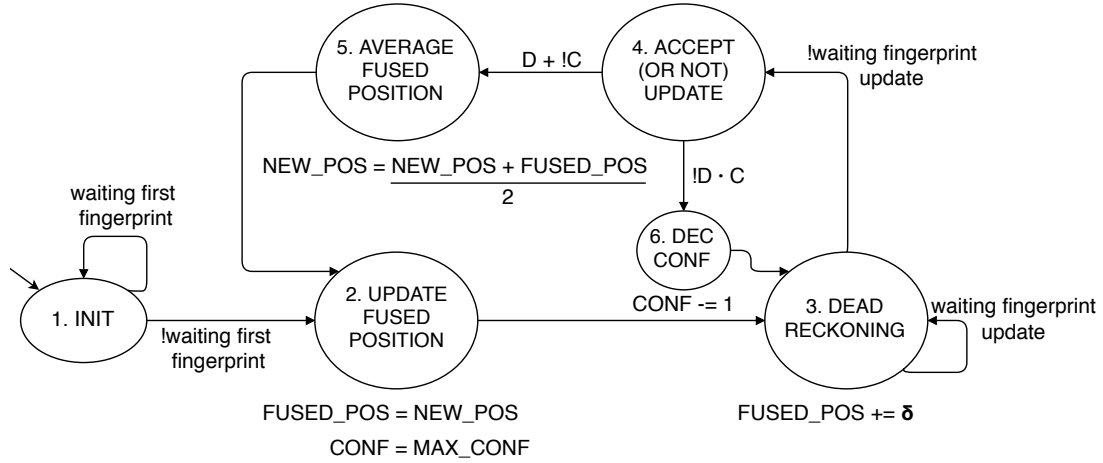 5. AVERAGE
FUSED
POSITION
D + !C
4. ACCEPT
(OR NOT)
UPDATE
!waiting fingerprint
update
NEW_POS = NEW_POS + FUSED_POS
2
!D · C
waiting first
fingerprint
6. DEC
CONF
1. INIT
!waiting first
fingerprint
2. UPDATE
FUSED
POSITION
CONF -= 1
3. DEAD
RECKONING
waiting fingerprint
update
FUSED_POS = NEW_POS
CONF = MAX_CONF
FUSED_POS += δ